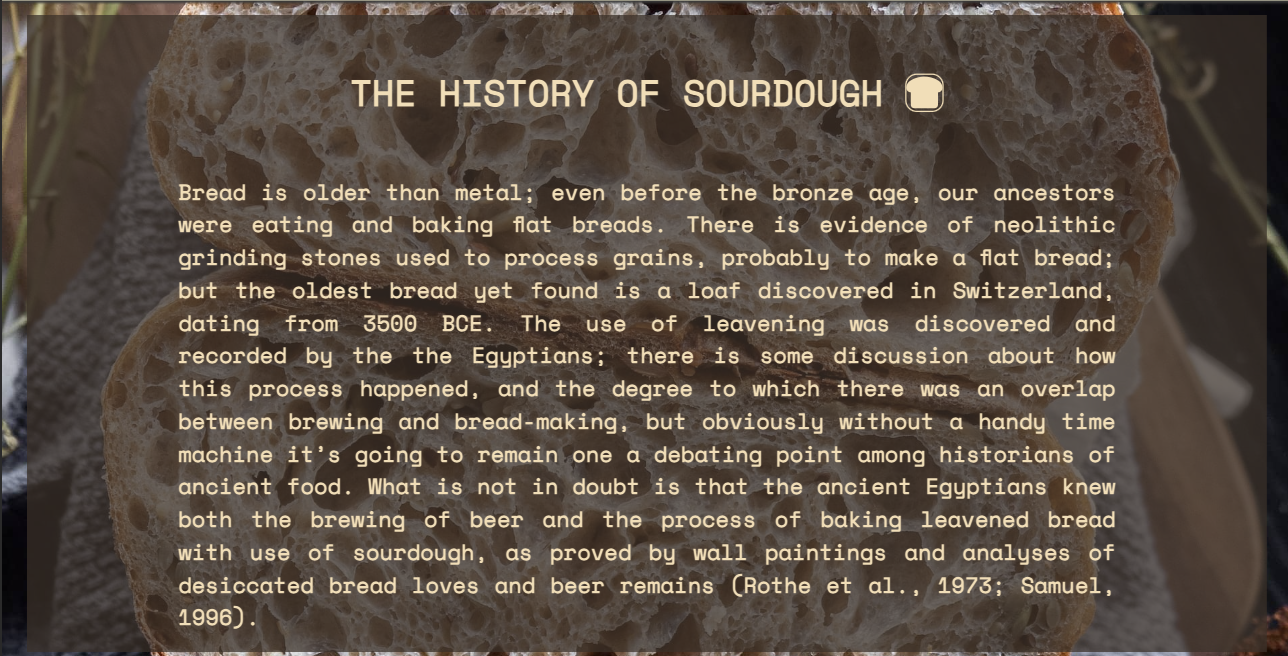 THE HISTORY OF SOURDOUGH
Bread is older than metal; even before the bronze age, our ancestors
were eating and baking flat breads. There is evidence of neolithic
grinding stones used to process grains, probably to make a flat bread;
but the oldest bread yet found is a loaf discovered in Switzerland,
dating from 3500 BCE. The use of leavening was discovered and
recorded by the the Egyptians; there is some discussion about how
this process happened, and the degree to which there was an overlap
between brewing and bread-making, but obviously without a handy time
machine it's going to remain one a debating point among historians of
ancient food. What is not in doubt is that the ancient Egyptians knew
both the brewing of beer and the process of baking leavened bread
with use of sourdough, as proved by wall paintings and analyses of
desiccated bread loves and beer remains (Rothe et al., 1973; Samuel,
1996).